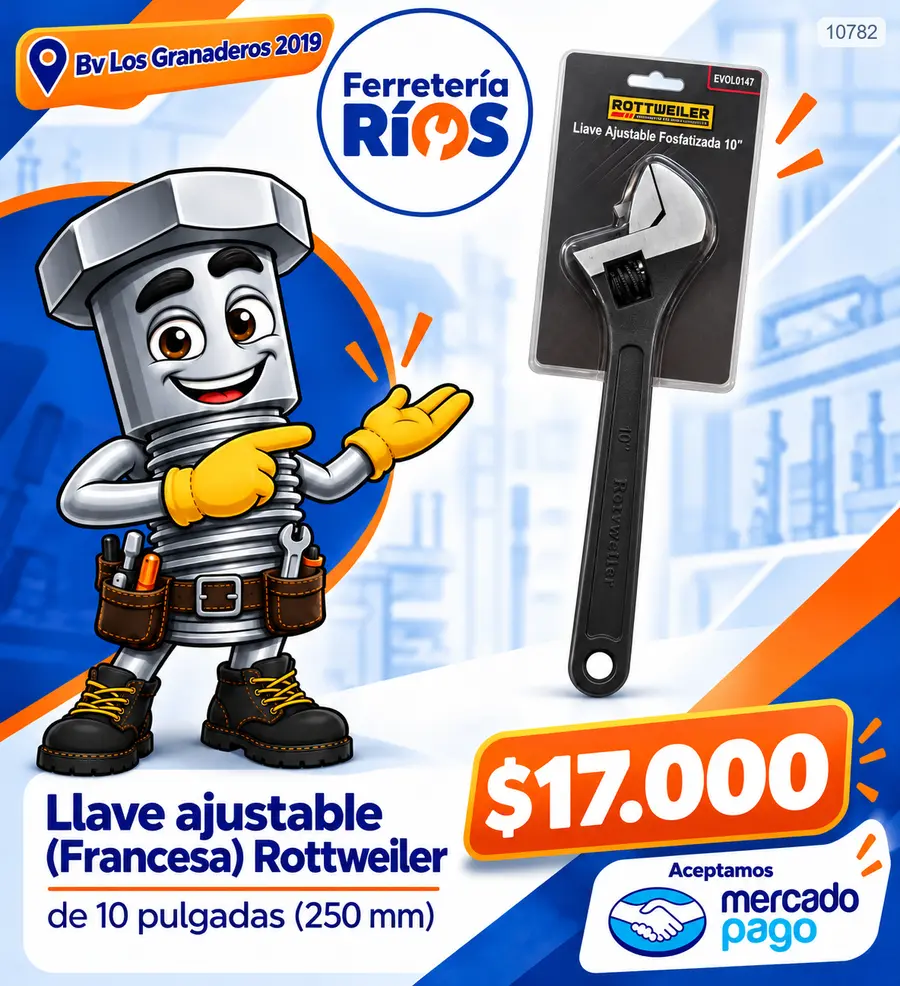 Bv Los Granaderos 2019
Ferretería
RÍOS
10782
EVOL0147
ROTTWEILER
Llave Ajustable Fosfatizada 10"
10" Rottweiler
$17.000
Llave ajustable
(Francesa) Rottweiler
de 10 pulgadas (250 mm)
Aceptamos
mercado
pago